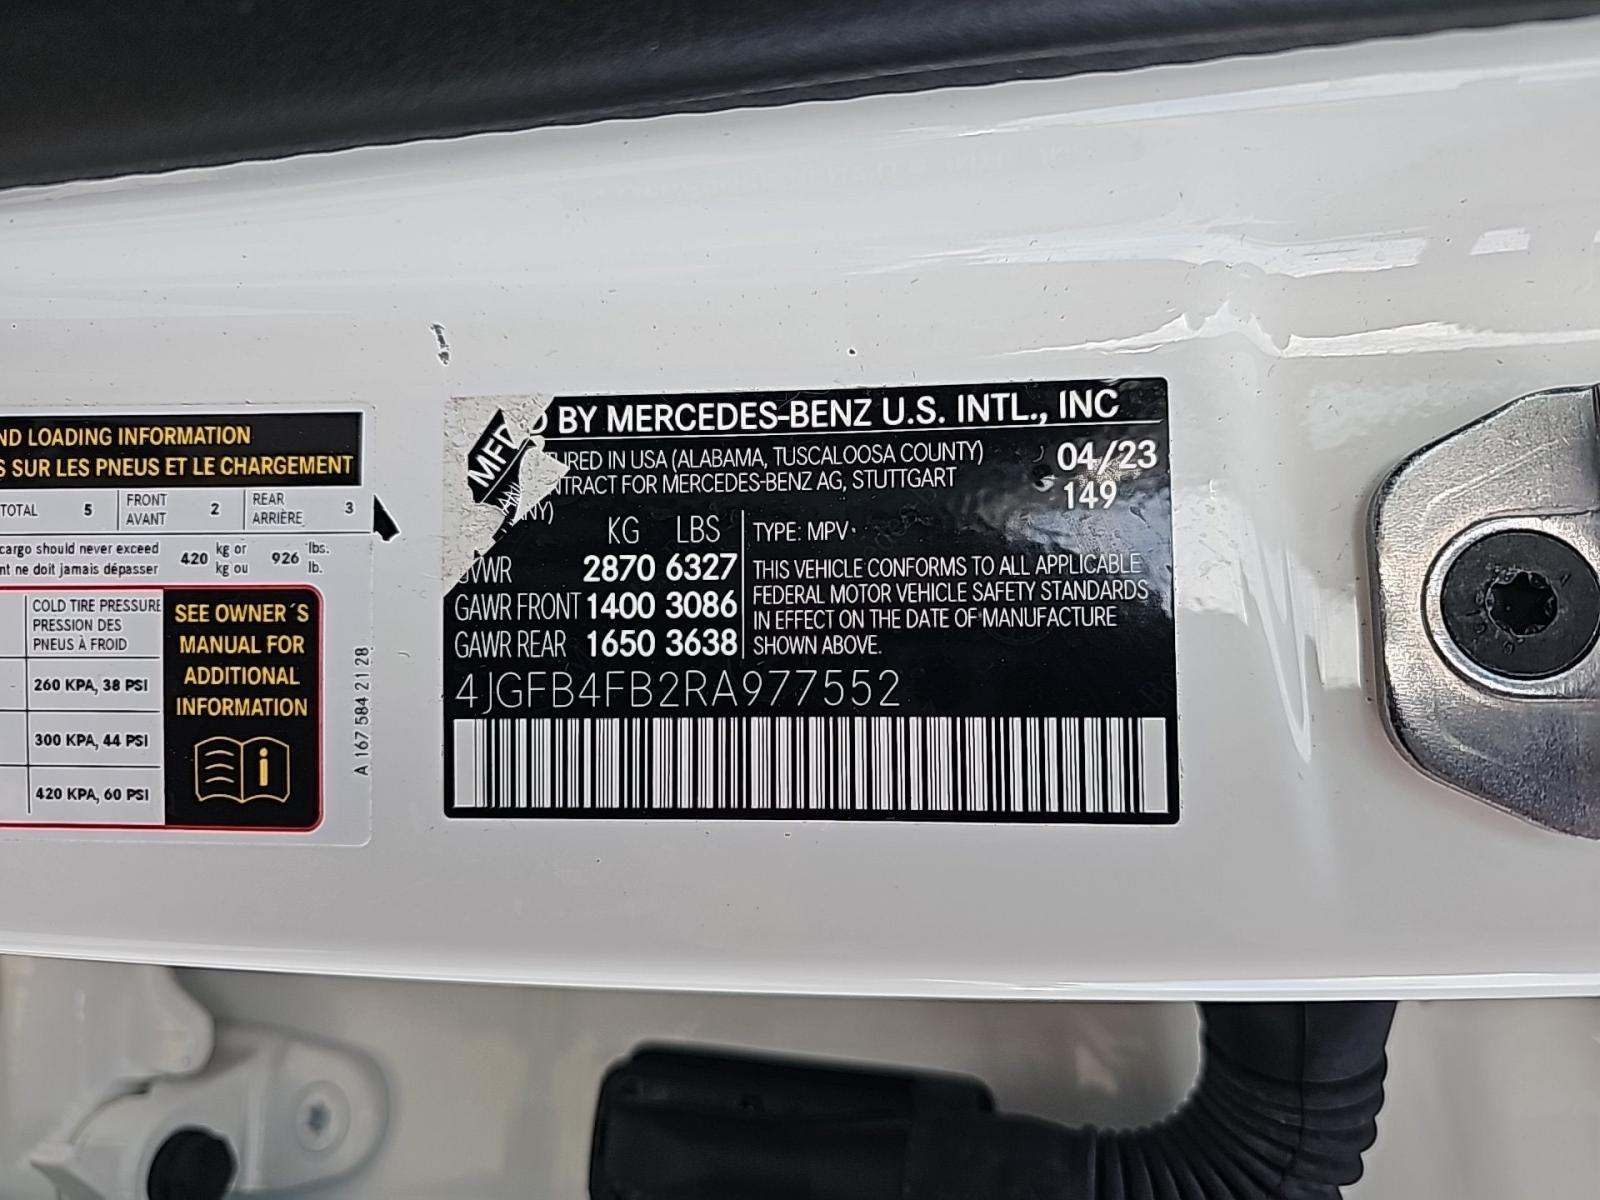 ND LOADING INFORMATION
S SUR LES PNEUS ET LE CHARGEMENT
TOTAL 5 FRONT AVANT 2 REAR ARRIÈRE 3
cargo should never exceed 420 kg or 926 lbs.
nt ne doit jamais dépasser kg ou lb.
COLD TIRE PRESSURE
PRESSION DES
PNEUS À FROID
260 KPA, 38 PSI
300 KPA, 44 PSI
420 KPA, 60 PSI
SEE OWNER´S
MANUAL FOR
ADDITIONAL
INFORMATION
A 167 584 21 28
MFD BY MERCEDES-BENZ U.S. INTL., INC
URED IN USA (ALABAMA, TUSCALOOSA COUNTY) 04/23
NTRACT FOR MERCEDES-BENZ AG, STUTTGART
149
ANY)
KG LBS
GVWR 2870 6327
GAWR FRONT 1400 3086
GAWR REAR 1650 3638
TYPE: MPV
THIS VEHICLE CONFORMS TO ALL APPLICABLE
FEDERAL MOTOR VEHICLE SAFETY STANDARDS
IN EFFECT ON THE DATE OF MANUFACTURE
SHOWN ABOVE.
4JGFB4FB2RA977552